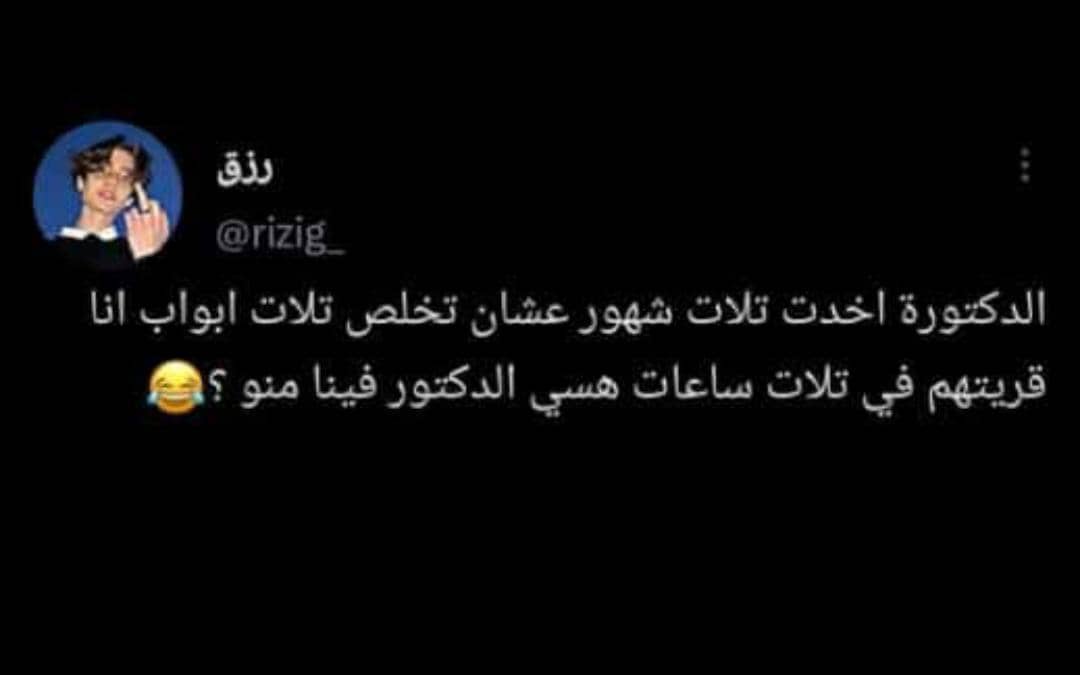 رزق
@rizig_
الدكتورة اخدت تلات شهور عشان تخلص تلات ابواب انا
قريتهم في تلات ساعات هسي الدكتور فينا منو ؟😂